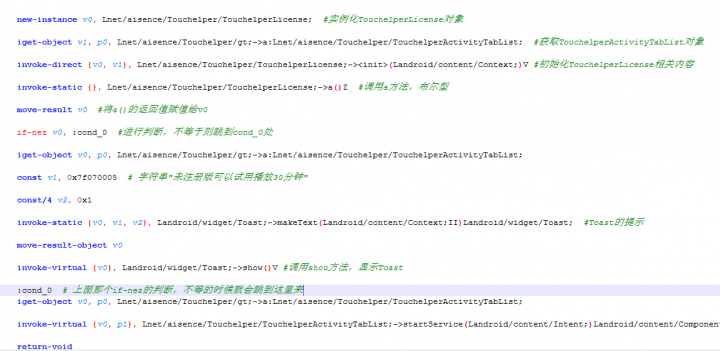 new-instance v0, Lnet/aisence/Touchelper/TouchelperLicense;  #实例化TouchelperLicense对象
iget-object v1, p0, Lnet/aisence/Touchelper/gt;->a:Lnet/aisence/Touchelper/TouchelperActivityTabList;  #获取TouchelperActivityTabList对象
invoke-direct {v0, v1}, Lnet/aisence/Touchelper/TouchelperLicense;-><init>(Landroid/content/Context;)V #初始化TouchelperLicense相关内容
invoke-static {}, Lnet/aisence/Touchelper/TouchelperLicense;->a()Z  #调用a方法，布尔型
move-result v0  #将a()的返回值赋值给v0
if-nez v0, :cond_0  #进行判断，不等于则跳到cond_0处
iget-object v0, p0, Lnet/aisence/Touchelper/gt;->a:Lnet/aisence/Touchelper/TouchelperActivityTabList;
const v1, 0x7f070005  # 字符串"未注册版可以试用播放30分钟"
const/4 v2, 0x1
invoke-static {v0, v1, v2}, Landroid/widget/Toast;->makeText(Landroid/content/Context;II)Landroid/widget/Toast;  #Toast的提示
move-result-object v0
invoke-virtual {v0}, Landroid/widget/Toast;->show()V #调用shou方法，显示Toast
:cond_0  # 上面那个if-nez的判断，不等的时候就会跳到这里来
iget-object v0, p0, Lnet/aisence/Touchelper/gt;->a:Lnet/aisence/Touchelper/TouchelperActivityTabList;
invoke-virtual {v0, p1}, Lnet/aisence/Touchelper/TouchelperActivityTabList;->startService(Landroid/content/Intent;)Landroid/content/Componen
return-void